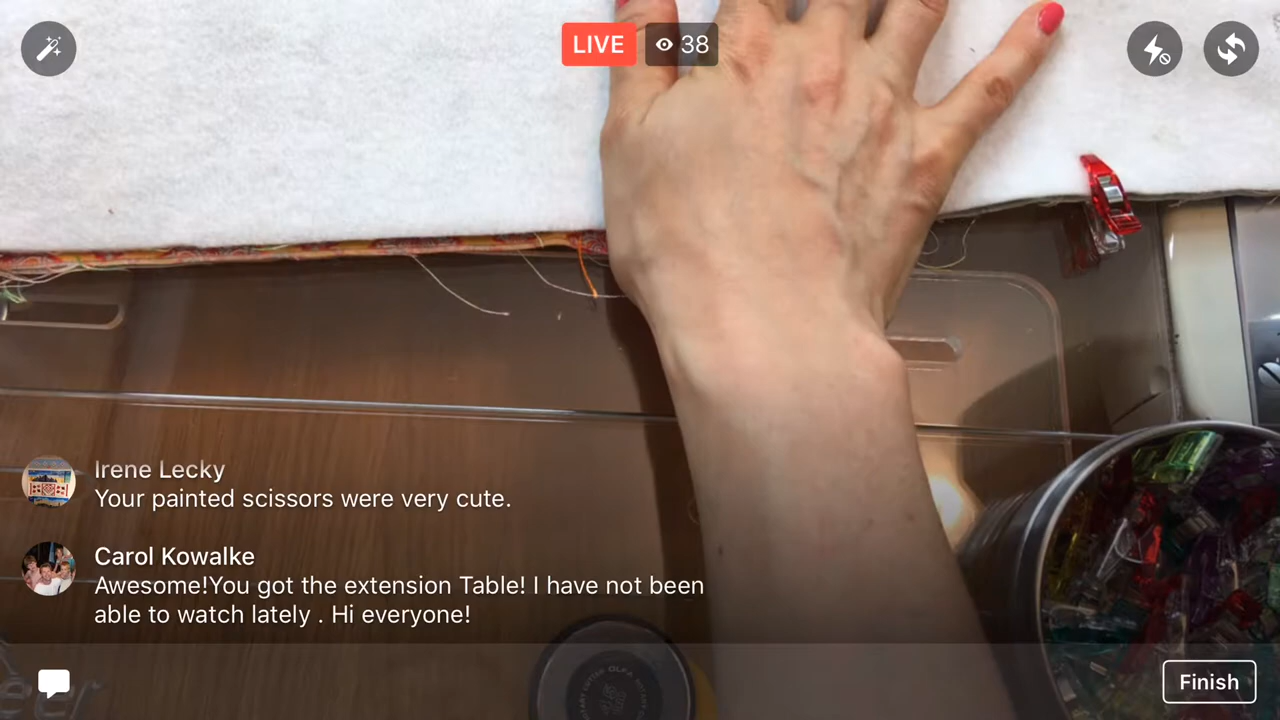 LIVE 38
Irene Lecky
Your painted scissors were very cute.
Carol Kowalke
Awesome!You got the extension Table! I have not been
able to watch lately . Hi everyone!
OLFA
Finish